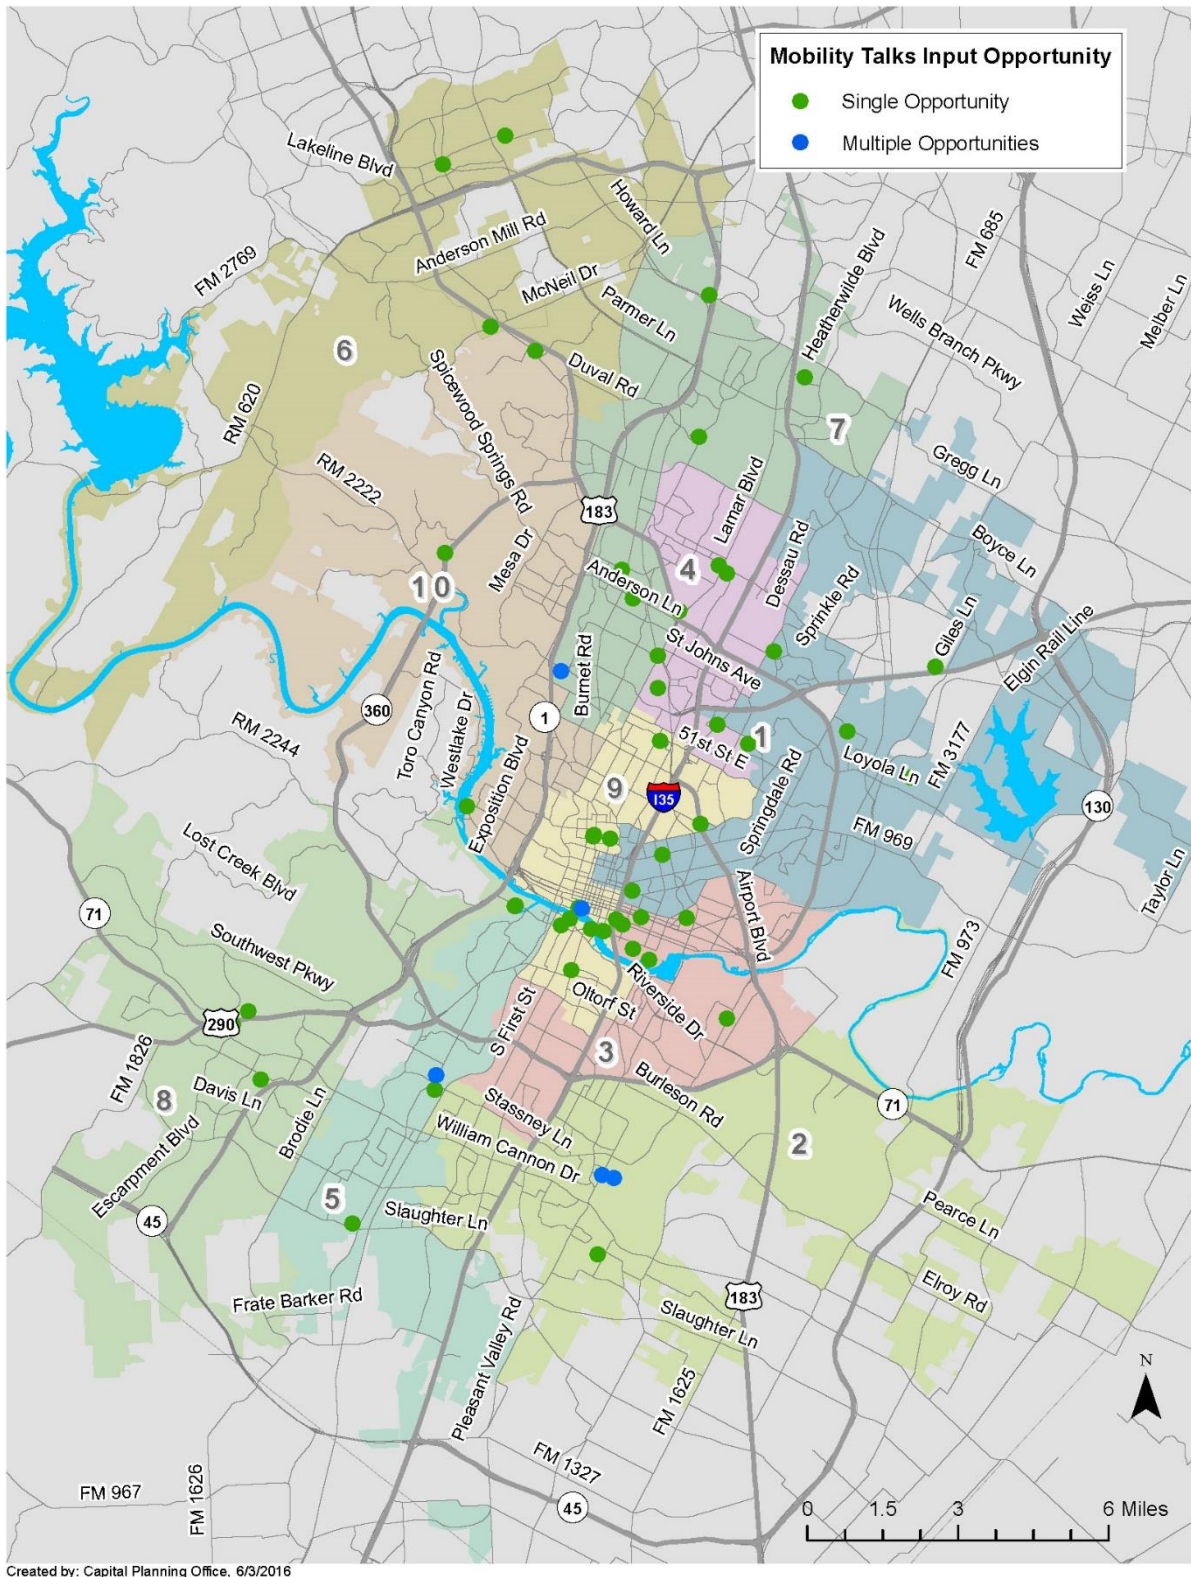 Mobility Talks Input Opportunity
Single Opportunity
Multiple Opportunities
Lakeline Blvd
Howard Ln
FM 685
Weiss Ln
Melber Ln
Anderson Mill Rd
Heatherwilde Blvd
FM 2769
McNeil Dr
Parmer Ln
Wells Branch Pkwy
6
Duval Rd
Spicewood Springs Rd
RM 620
7
Gregg Ln
RM 2222
Lamar Blvd
183
Mesa Dr
Dessau Rd
Boyce Ln
4
Anderson Ln
10
Sprinkle Rd
Giles Ln
Elgin Rail Line
St Johns Ave
Burnet Rd
Toro Canyon Rd
360
1
Westlake Dr
RM 2244
51st St E
1
Exposition Blvd
Springdale Rd
Loyola Ln
FM 3177
9
I35
130
FM 969
Lost Creek Blvd
Taylor Ln
71
Airport Blvd
Southwest Pkwy
FM 973
Riverside Dr
Oltorf St
S First St
290
FM 1826
3
Burleson Rd
Davis Ln
8
Brodie Ln
Stassney Ln
71
William Cannon Dr
2
Escarpment Blvd
5
45
Slaughter Ln
Pearce Ln
Elroy Rd
Frate Barker Rd
183
Slaughter Ln
Pleasant Valley Rd
FM 1625
N
FM 1327
FM 967
FM 1626
45
0 1.5 3 6 Miles
Created by: Capital Planning Office, 6/3/2016